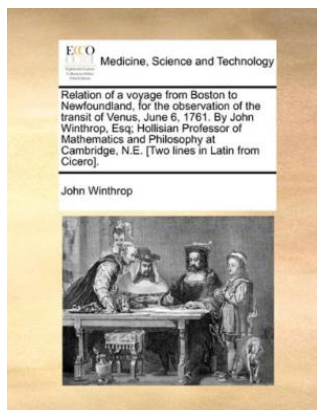 ECCO
Medicine, Science and Technology
Relation of a voyage from Boston to
Newfoundland, for the observation of the
transit of Venus, June 6, 1761. By John
Winthrop, Esq; Hollisian Professor of
Mathematics and Philosophy at
Cambridge, N.E. [Two lines in Latin from
Cicero].
John Winthrop